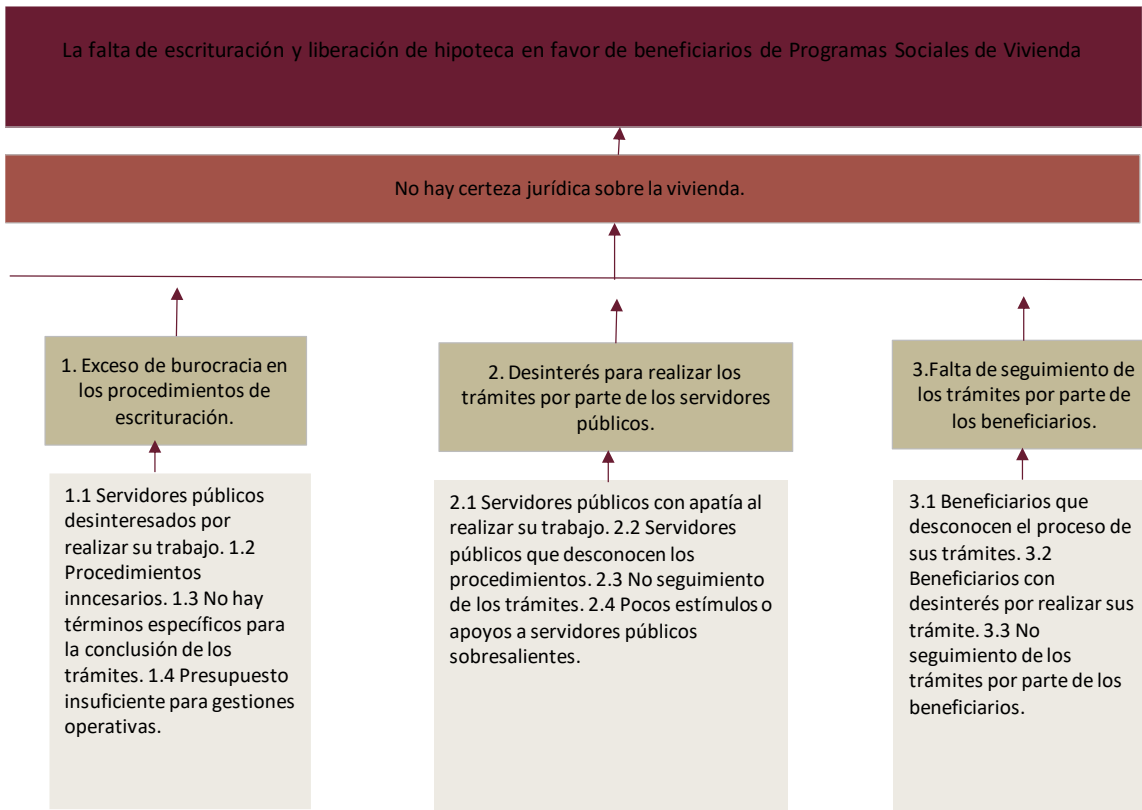 La falta de escrituración y liberación de hipoteca en favor de beneficiarios de Programas Sociales de Vivienda
No hay certeza jurídica sobre la vivienda.
1. Exceso de burocracia en
los procedimientos de
escrituración.
2. Desinterés para realizar los
trámites por parte de los servidores
públicos.
3.Falta de seguimiento de
los trámites por parte de
los beneficiarios.
1.1 Servidores públicos
desinteresados por
realizar su trabajo. 1.2
Procedimientos
inncesarios. 1.3 No hay
términos específicos para
la conclusión de los
trámites. 1.4 Presupuesto
insuficiente para gestiones
operativas.
2.1 Servidores públicos con apatía al
realizar su trabajo. 2.2 Servidores
públicos que desconocen los
procedimientos. 2.3 No seguimiento
de los trámites. 2.4 Pocos estímulos o
apoyos a servidores públicos
sobresalientes.
3.1 Beneficiarios que
desconocen el proceso de
sus trámites. 3.2
Beneficiarios con
desinterés por realizar sus
trámite. 3.3 No
seguimiento de los
trámites por parte de los
beneficiarios.